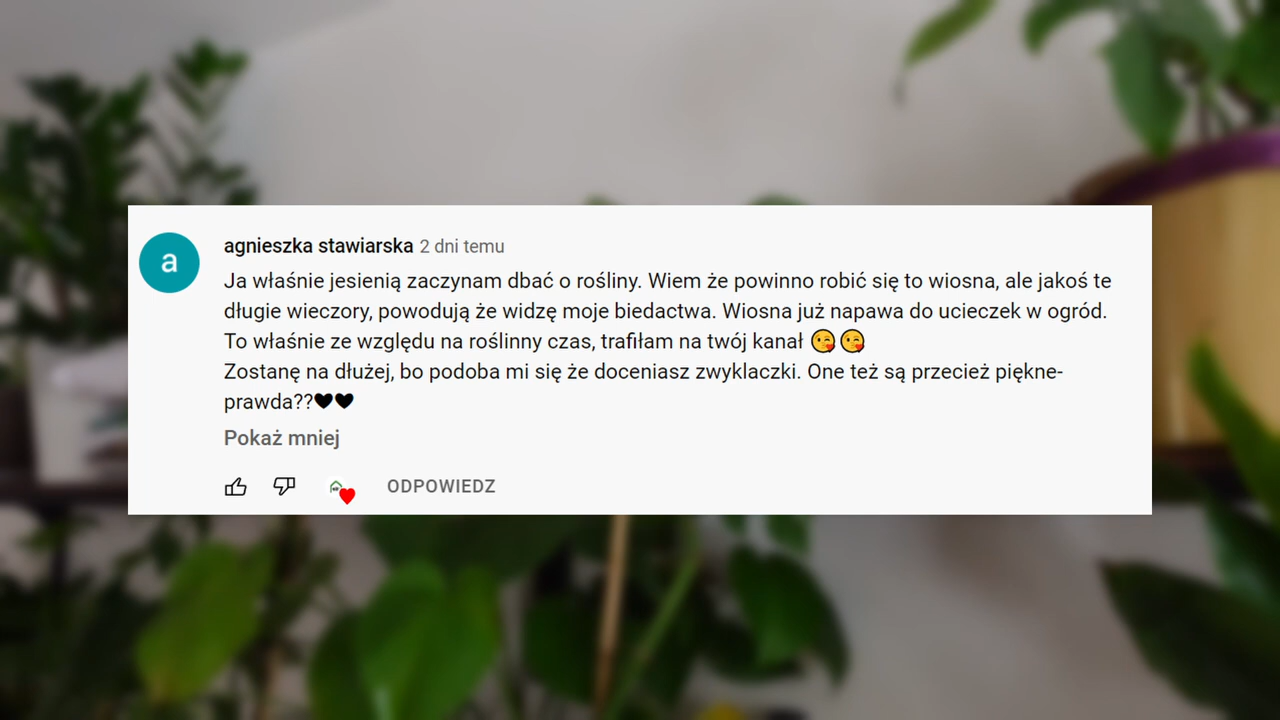 a
agnieszka stawiarska 2 dni temu
Ja właśnie jesienią zaczynam dbać o rośliny. Wiem że powinno robić się to wiosna, ale jakoś te
długie wieczory, powodują że widzę moje biedactwa. Wiosna już napawa do ucieczek w ogród.
To właśnie ze względu na roślinny czas, trafiłam na twój kanał 😘😘
Zostanę na dłużej, bo podoba mi się że doceniasz zwyklaczki. One też są przecież piękne-
prawda??🖤🖤
Pokaż mniej
ODPOWIEDZ